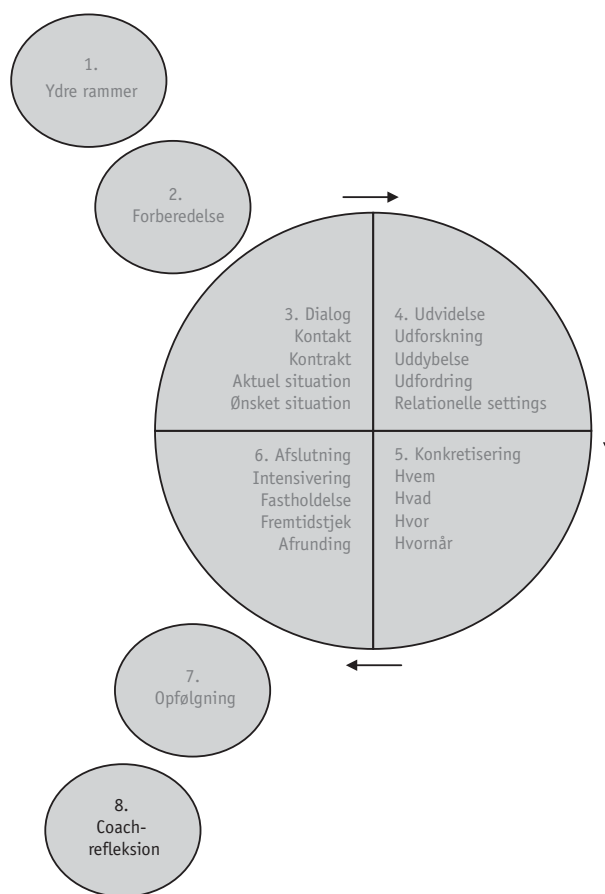 1.
Ydre rammer
2.
Forberedelse
3. Dialog
Kontakt
Kontrakt
Aktuel situation
Ønsket situation
4. Udvidelse
Udforskning
Uddybelse
Udfordring
Relationelle settings
5. Konkretisering
Hvem
Hvad
Hvor
Hvornår
6. Afslutning
Intensivering
Fastholdelse
Fremtidstjek
Afrunding
7.
Opfølgning
8.
Coach-
refleksion